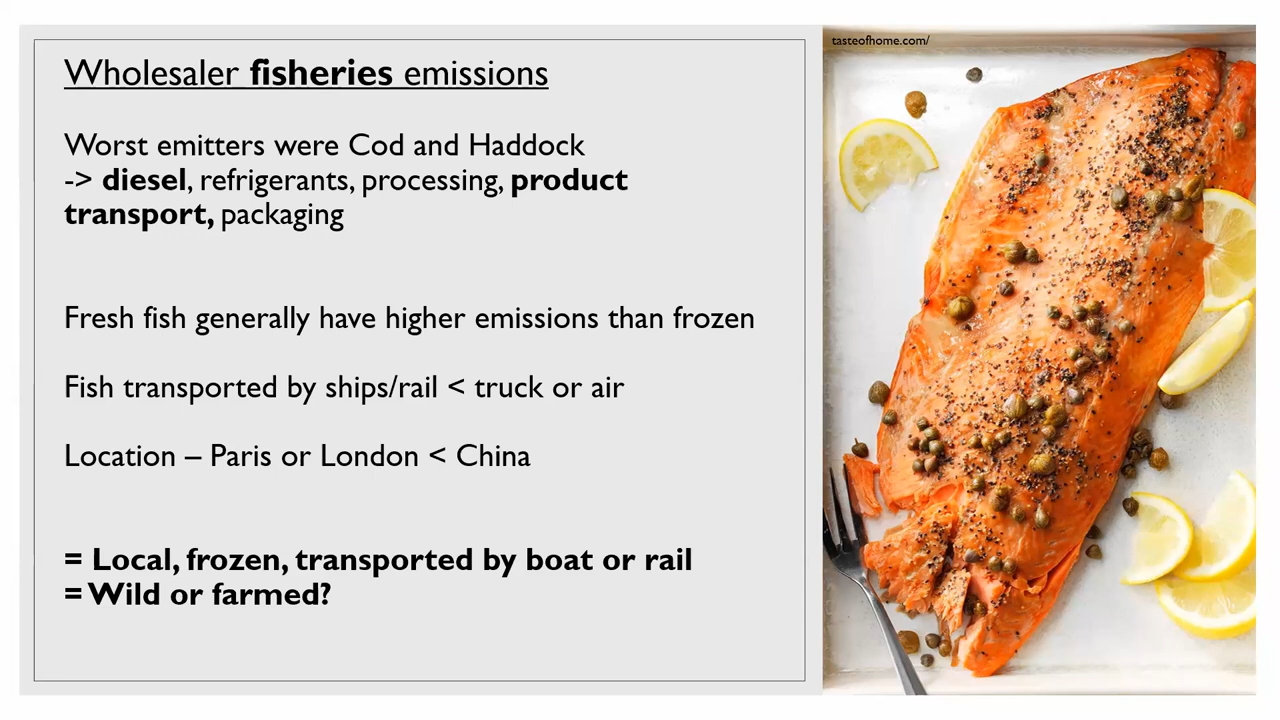 Wholesaler fisheries emissions
Worst emitters were Cod and Haddock
-> diesel, refrigerants, processing, product
transport, packaging
Fresh fish generally have higher emissions than frozen
Fish transported by ships/rail < truck or air
Location – Paris or London < China
= Local, frozen, transported by boat or rail
= Wild or farmed?
tasteofhome.com/